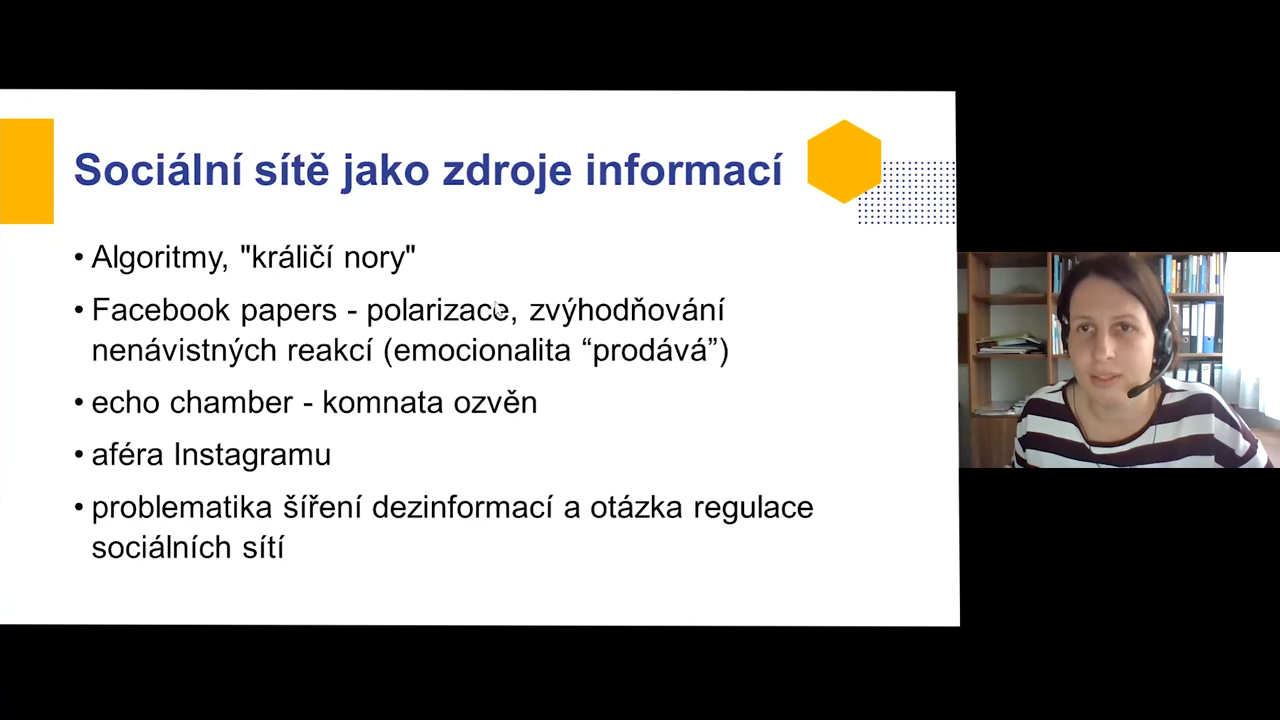 Sociální sítě jako zdroje informací
• Algoritmy, "králičí nory"
• Facebook papers - polarizace, zvýhodňování
nenávistných reakcí (emocionalita “prodává”)
• echo chamber - komnata ozvěn
• aféra Instagramu
• problematika šíření dezinformací a otázka regulace
sociálních sítí